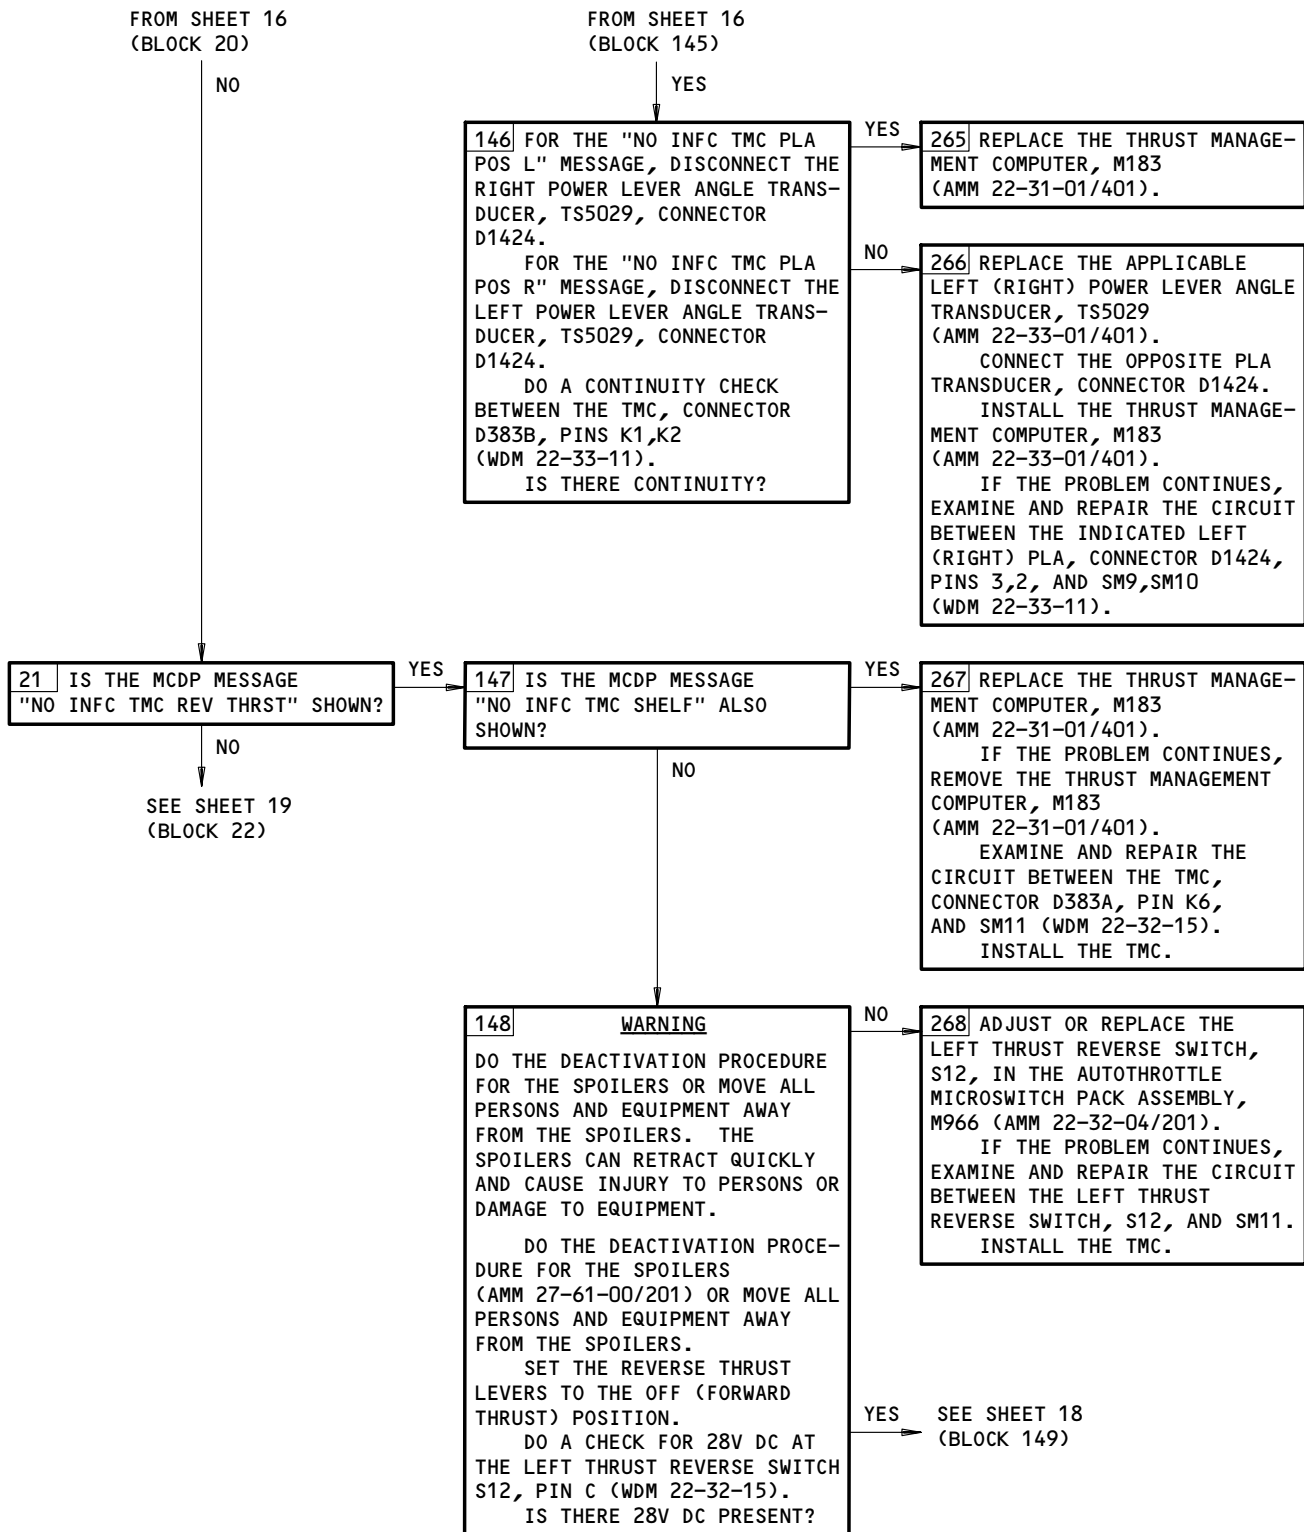 FROM SHEET 16
(BLOCK 20)
NO
FROM SHEET 16
(BLOCK 145)
YES
146 FOR THE "NO INFC TMC PLA
POS L" MESSAGE, DISCONNECT THE
RIGHT POWER LEVER ANGLE TRANS-
DUCER, TS5029, CONNECTOR
D1424.
FOR THE "NO INFC TMC PLA
POS R" MESSAGE, DISCONNECT THE
LEFT POWER LEVER ANGLE TRANS-
DUCER, TS5029, CONNECTOR
D1424.
DO A CONTINUITY CHECK
BETWEEN THE TMC, CONNECTOR
D383B, PINS K1,K2
(WDM 22-33-11).
IS THERE CONTINUITY?
YES
265 REPLACE THE THRUST MANAGE-
MENT COMPUTER, M183
(AMM 22-31-01/401).
NO
266 REPLACE THE APPLICABLE
LEFT (RIGHT) POWER LEVER ANGLE
TRANSDUCER, TS5029
(AMM 22-33-01/401).
CONNECT THE OPPOSITE PLA
TRANSDUCER, CONNECTOR D1424.
INSTALL THE THRUST MANAGE-
MENT COMPUTER, M183
(AMM 22-33-01/401).
IF THE PROBLEM CONTINUES,
EXAMINE AND REPAIR THE CIRCUIT
BETWEEN THE INDICATED LEFT
(RIGHT) PLA, CONNECTOR D1424,
PINS 3,2, AND SM9,SM10
(WDM 22-33-11).
21 IS THE MCDP MESSAGE
"NO INFC TMC REV THRST" SHOWN?
NO
SEE SHEET 19
(BLOCK 22)
YES
147 IS THE MCDP MESSAGE
"NO INFC TMC SHELF" ALSO
SHOWN?
YES
267 REPLACE THE THRUST MANAGE-
MENT COMPUTER, M183
(AMM 22-31-01/401).
IF THE PROBLEM CONTINUES,
REMOVE THE THRUST MANAGEMENT
COMPUTER, M183
(AMM 22-31-01/401).
EXAMINE AND REPAIR THE
CIRCUIT BETWEEN THE TMC,
CONNECTOR D383A, PIN K6,
AND SM11 (WDM 22-32-15).
INSTALL THE TMC.
NO
148 WARNING
DO THE DEACTIVATION PROCEDURE
FOR THE SPOILERS OR MOVE ALL
PERSONS AND EQUIPMENT AWAY
FROM THE SPOILERS. THE
SPOILERS CAN RETRACT QUICKLY
AND CAUSE INJURY TO PERSONS OR
DAMAGE TO EQUIPMENT.
DO THE DEACTIVATION PROCE-
DURE FOR THE SPOILERS
(AMM 27-61-00/201) OR MOVE ALL
PERSONS AND EQUIPMENT AWAY
FROM THE SPOILERS.
SET THE REVERSE THRUST
LEVERS TO THE OFF (FORWARD
THRUST) POSITION.
DO A CHECK FOR 28V DC AT
THE LEFT THRUST REVERSE SWITCH
S12, PIN C (WDM 22-32-15).
IS THERE 28V DC PRESENT?
NO
268 ADJUST OR REPLACE THE
LEFT THRUST REVERSE SWITCH,
S12, IN THE AUTOTHROTTLE
MICROSWITCH PACK ASSEMBLY,
M966 (AMM 22-32-04/201).
IF THE PROBLEM CONTINUES,
EXAMINE AND REPAIR THE CIRCUIT
BETWEEN THE LEFT THRUST
REVERSE SWITCH, S12, AND SM11.
INSTALL THE TMC.
YES
SEE SHEET 18
(BLOCK 149)